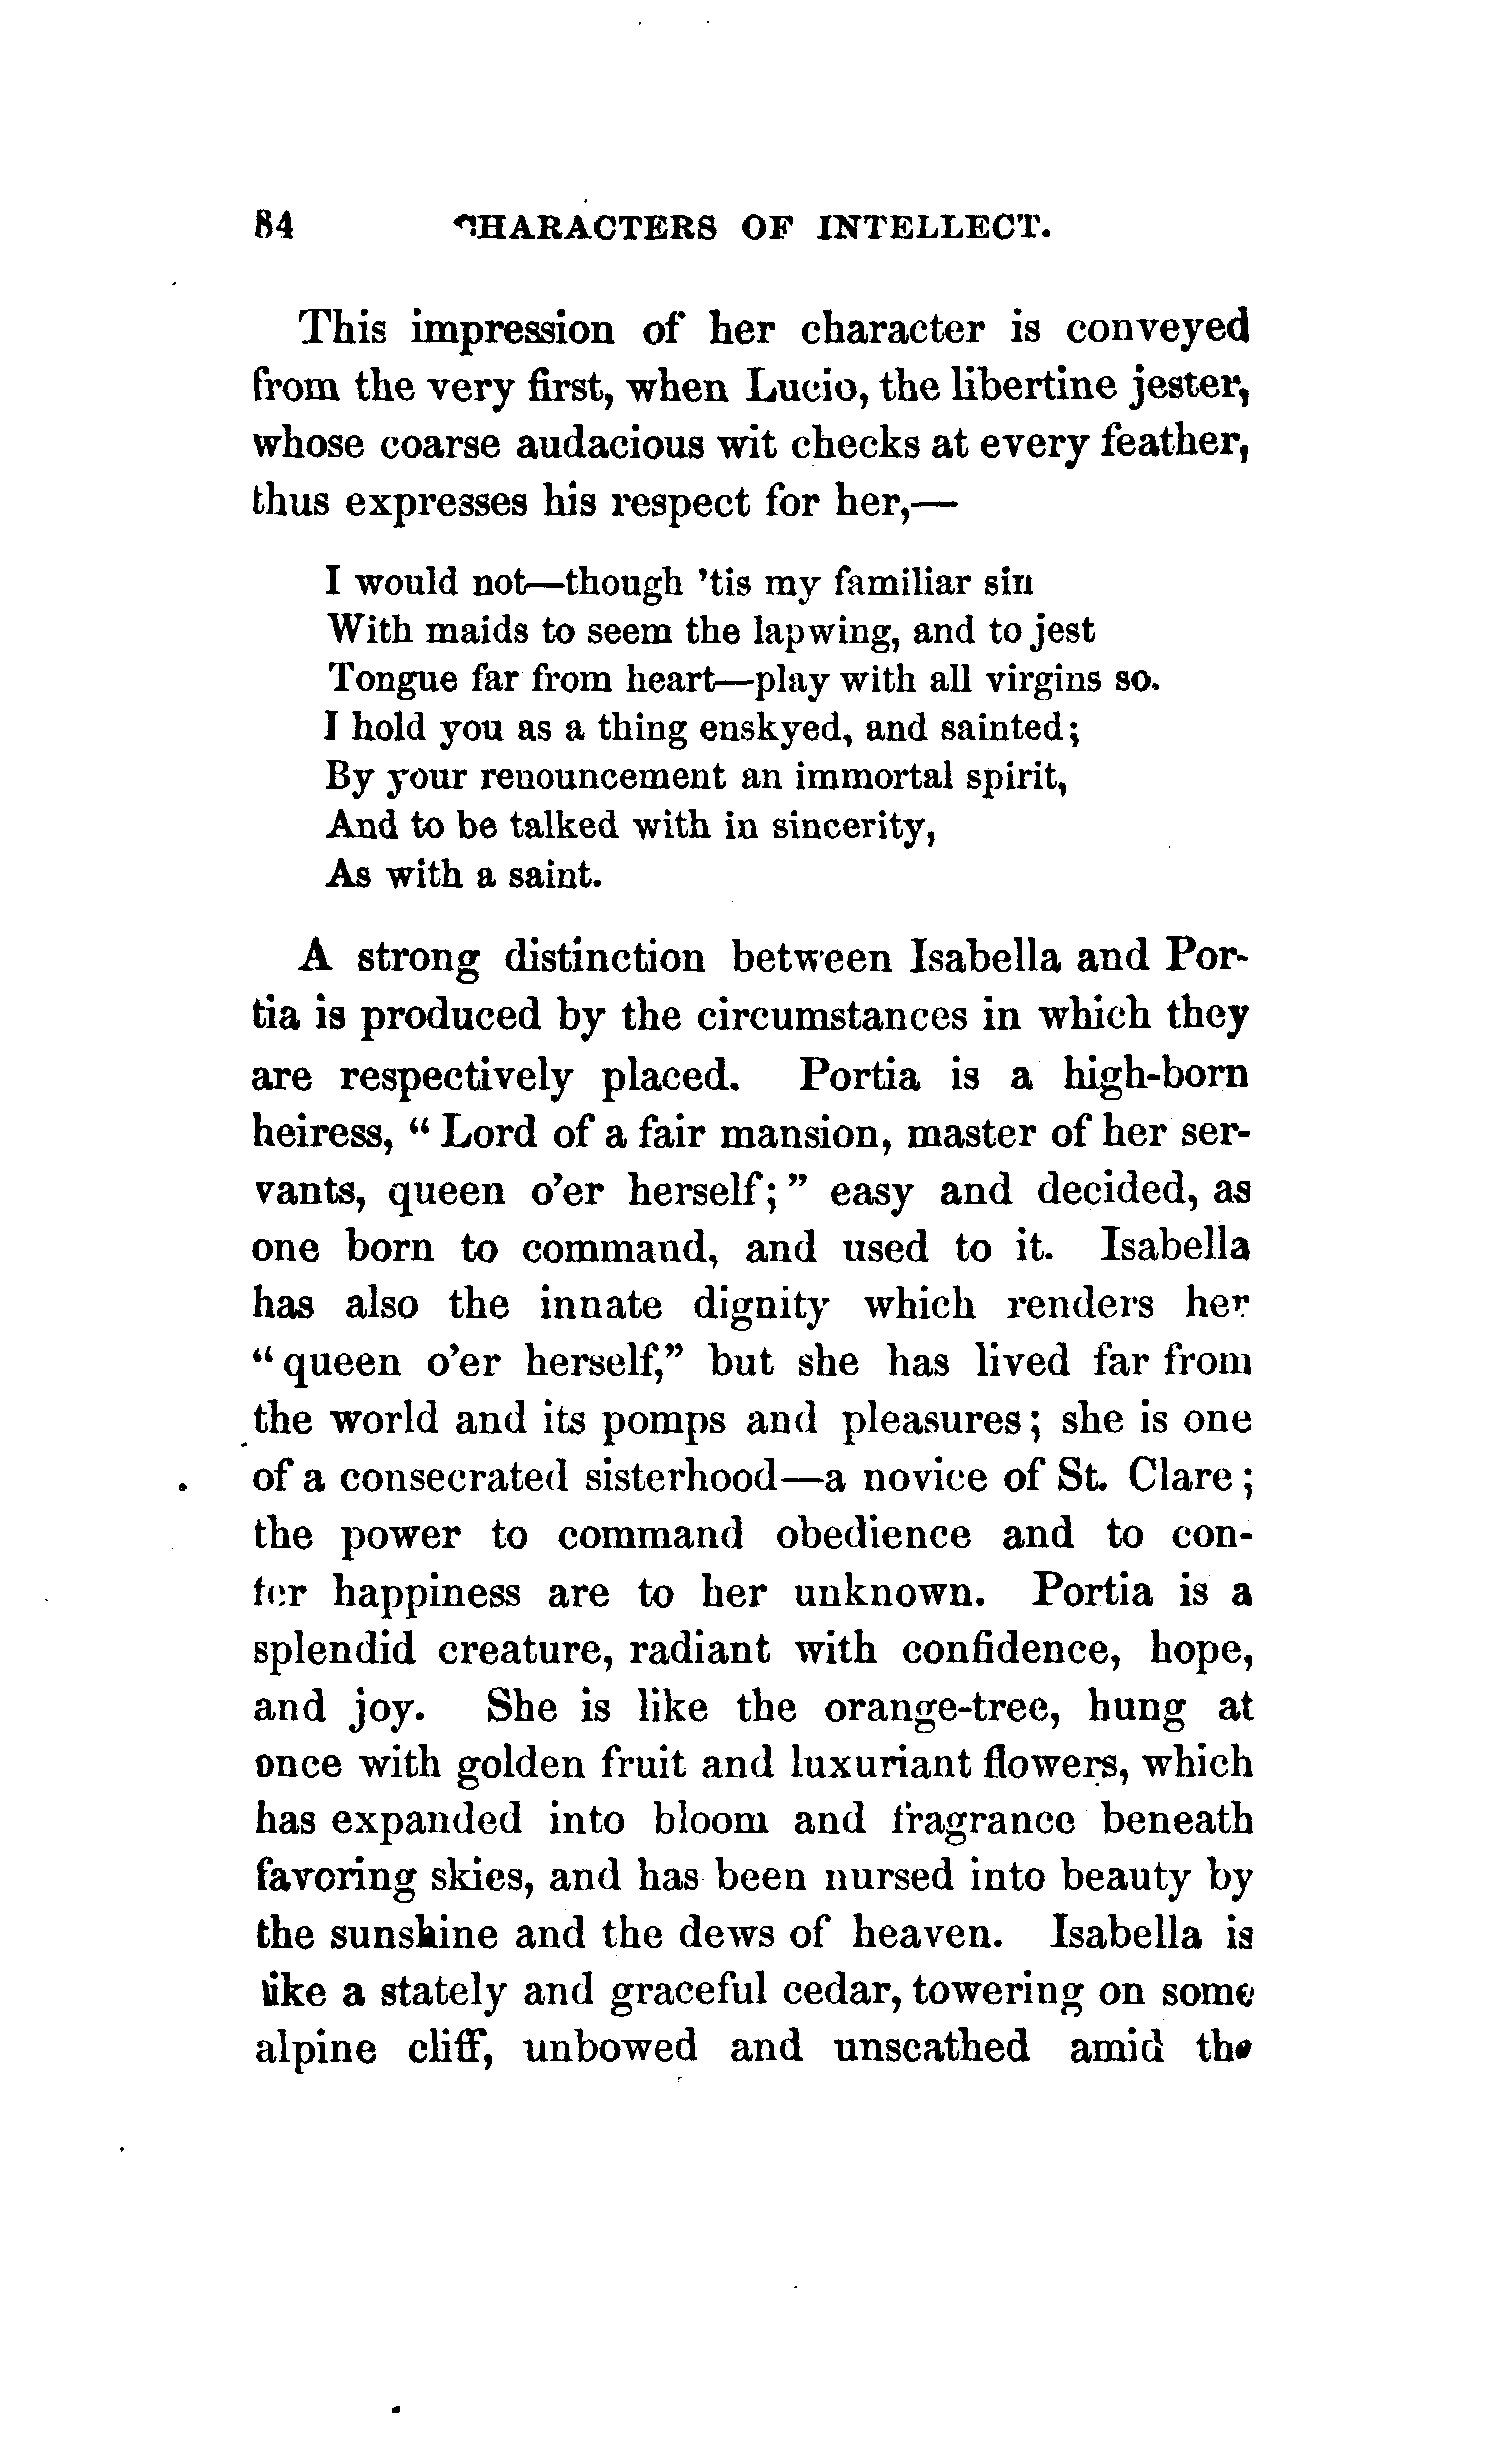 84 CHARACTERS OF INTELLECT.
This impression of her character is conveyed
from the very first, when Lucio, the libertine jester,
whose coarse audacious wit checks at every feather,
thus expresses his respect for her,—
I would not—though 'tis my familiar sin
With maids to seem the lapwing, and to jest
Tongue far from heart—play with all virgins so.
I hold you as a thing enskyed, and sainted;
By your renouncement an immortal spirit,
And to be talked with in sincerity,
As with a saint.
A strong distinction between Isabella and Por-
tia is produced by the circumstances in which they
are respectively placed. Portia is a high-born
heiress, "Lord of a fair mansion, master of her ser-
vants, queen o'er herself;" easy and decided, as
one born to command, and used to it. Isabella
has also the innate dignity which renders her
"queen o'er herself," but she has lived far from
the world and its pomps and pleasures; she is one
of a consecrated sisterhood—a novice of St. Clare;
the power to command obedience and to con-
fer happiness are to her unknown. Portia is a
splendid creature, radiant with confidence, hope,
and joy. She is like the orange-tree, hung at
once with golden fruit and luxuriant flowers, which
has expanded into bloom and fragrance beneath
favoring skies, and has been nursed into beauty by
the sunshine and the dews of heaven. Isabella is
like a stately and graceful cedar, towering on some
alpine cliff, unbowed and unscathed amid the